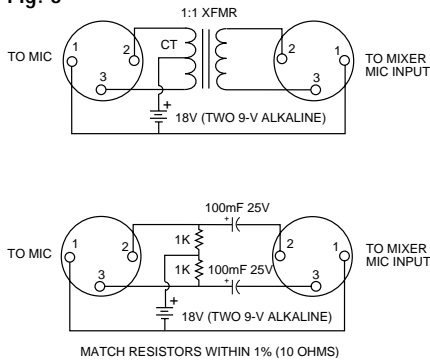 Fig. 8
1:1 XFMR
TO MIC
1
2
3
CT
2
1
3
TO MIXER
MIC INPUT
+
18V (TWO 9-V ALKALINE)
100mF 25V
+
TO MIC
1
2
3
1K
1K
100mF 25V
+
2
1
3
TO MIXER
MIC INPUT
+
18V (TWO 9-V ALKALINE)
MATCH RESISTORS WITHIN 1% (10 OHMS)